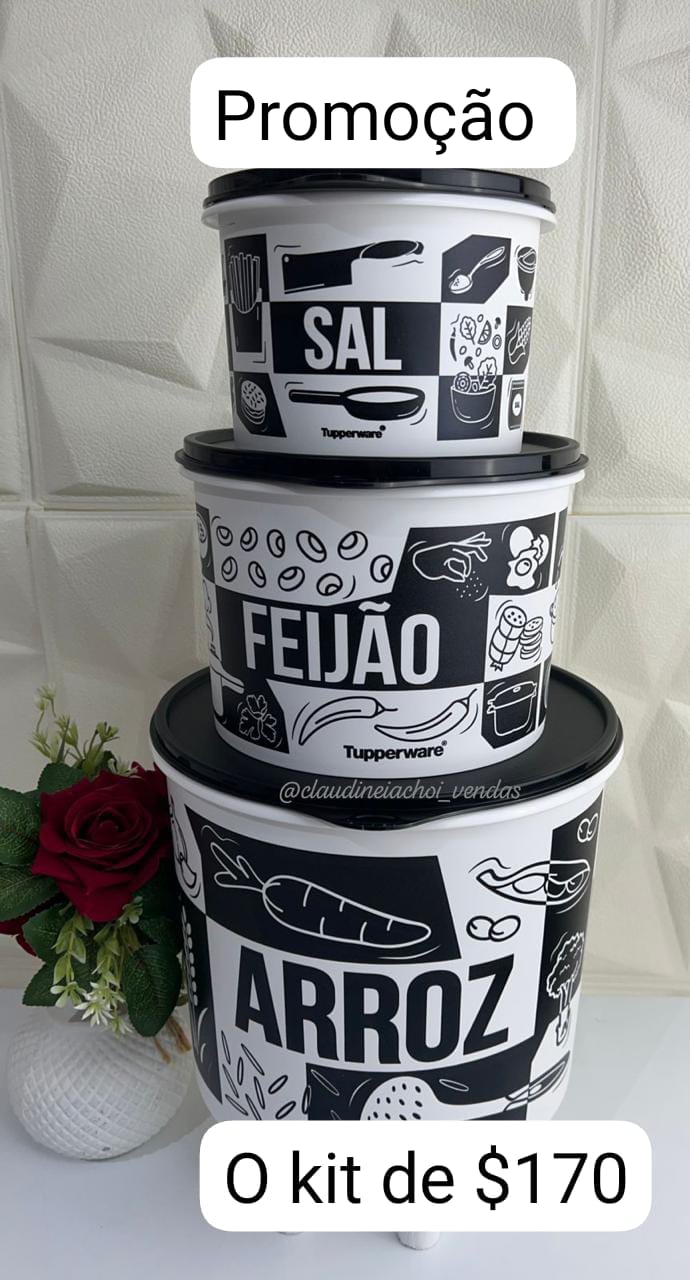 Promoção
SAL
Tupperware®
FEIJÃO
Tupperware®
@claudineiachoi_vendas
ARROZ
O kit de $170